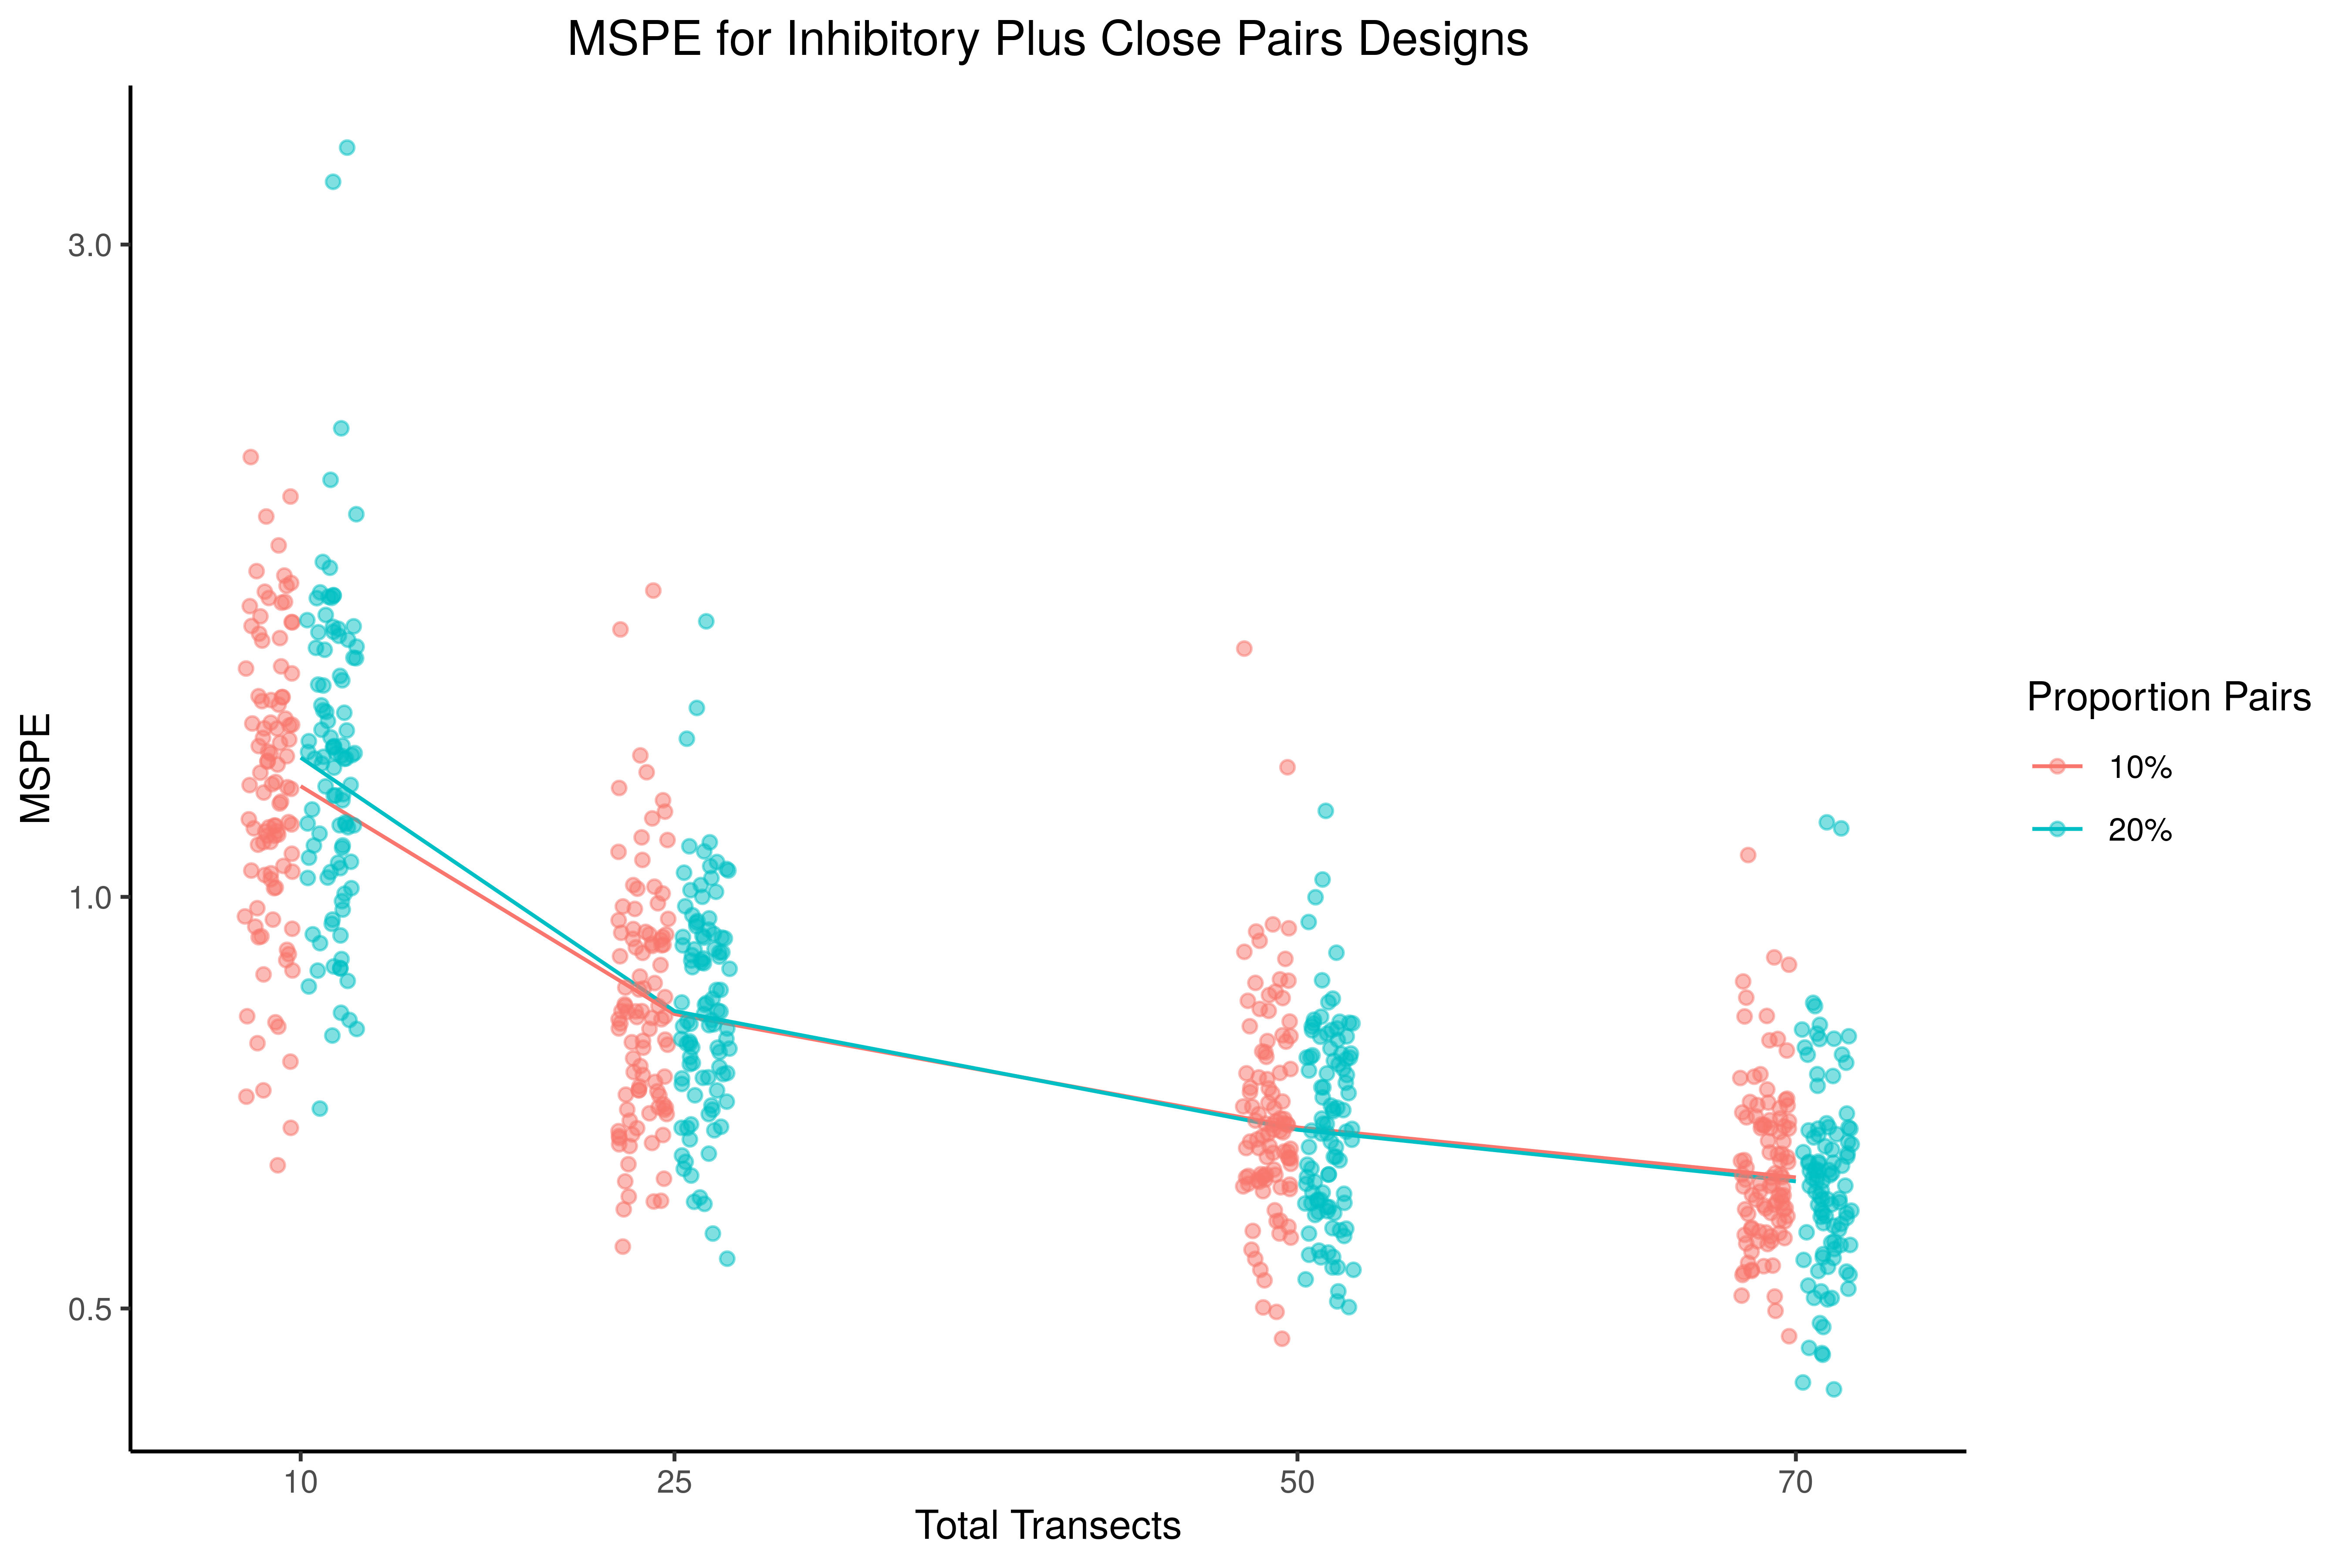 MSPE for Inhibitory Plus Close Pairs Designs
3.0
1.0
0.5
MSPE
10 25 50 70
Total Transects
Proportion Pairs
10%
20%